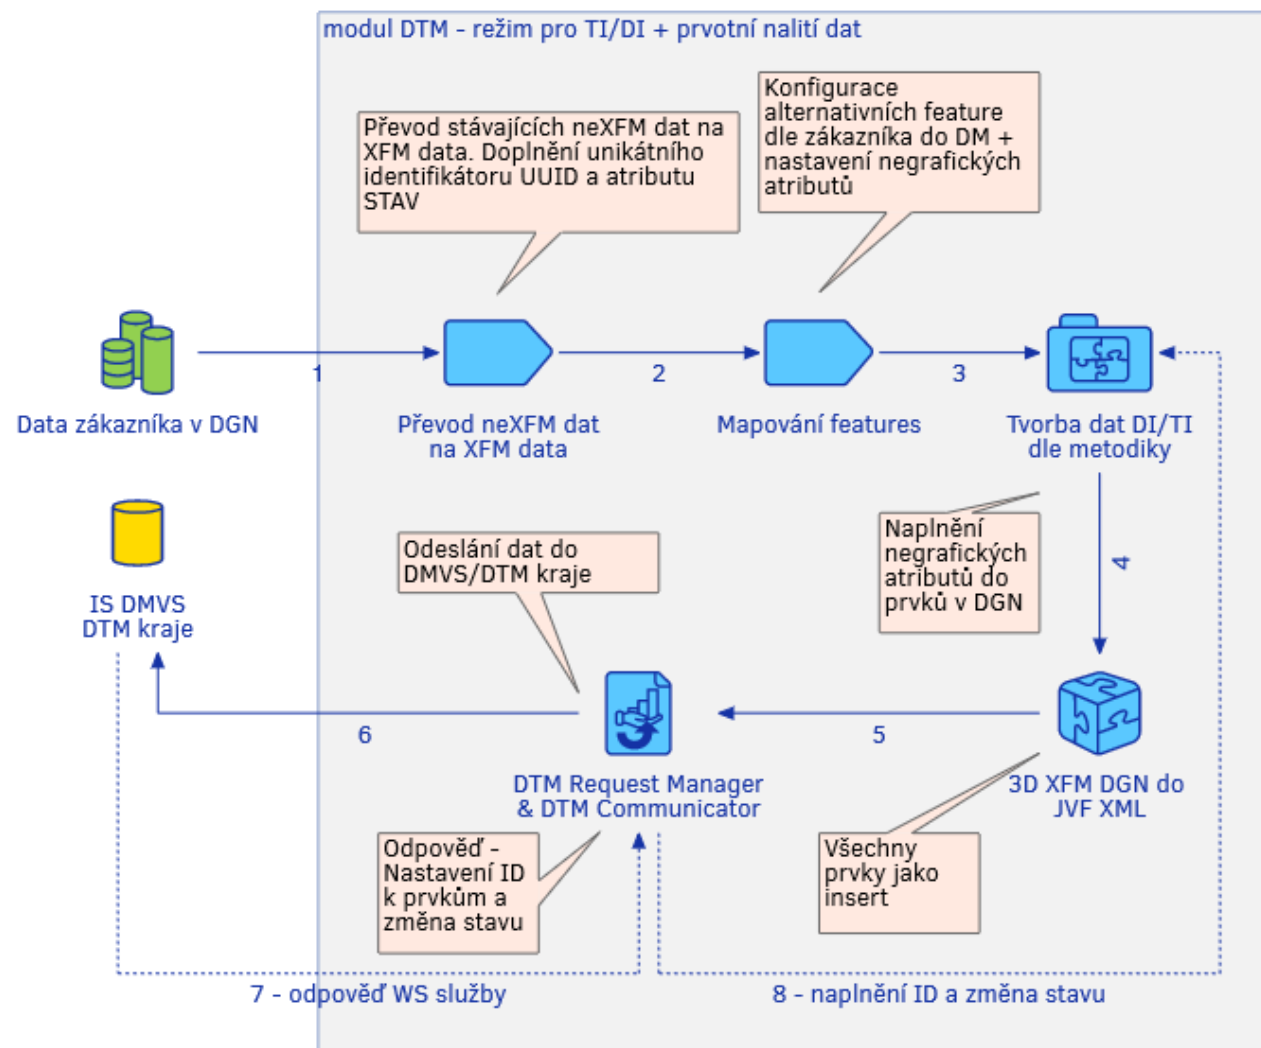 modul DTM - režim pro TI/DI + prvotní nalití dat
Konfigurace
alternativních feature
dle zákazníka do DM +
nastavení negrafických
atributů
Převod stávajících neXFM dat na
XFM data. Doplnění unikátního
identifikátoru UUID a atributu
STAV
1
2
3
Data zákazníka v DGN
Převod neXFM dat
na XFM data
Mapování features
Tvorba dat DI/TI
dle metodiky
Naplnění
negrafických
atributů do
prvků v DGN
4
Odeslání dat do
DMVS/DTM kraje
IS DMVS
DTM kraje
6
5
DTM Request Manager
& DTM Communicator
3D XFM DGN do
JVF XML
Odpověď -
Nastavení ID
k prvkům a
změna stavu
Všechny
prvky jako
insert
7 - odpověď WS služby
8 - naplnění ID a změna stavu